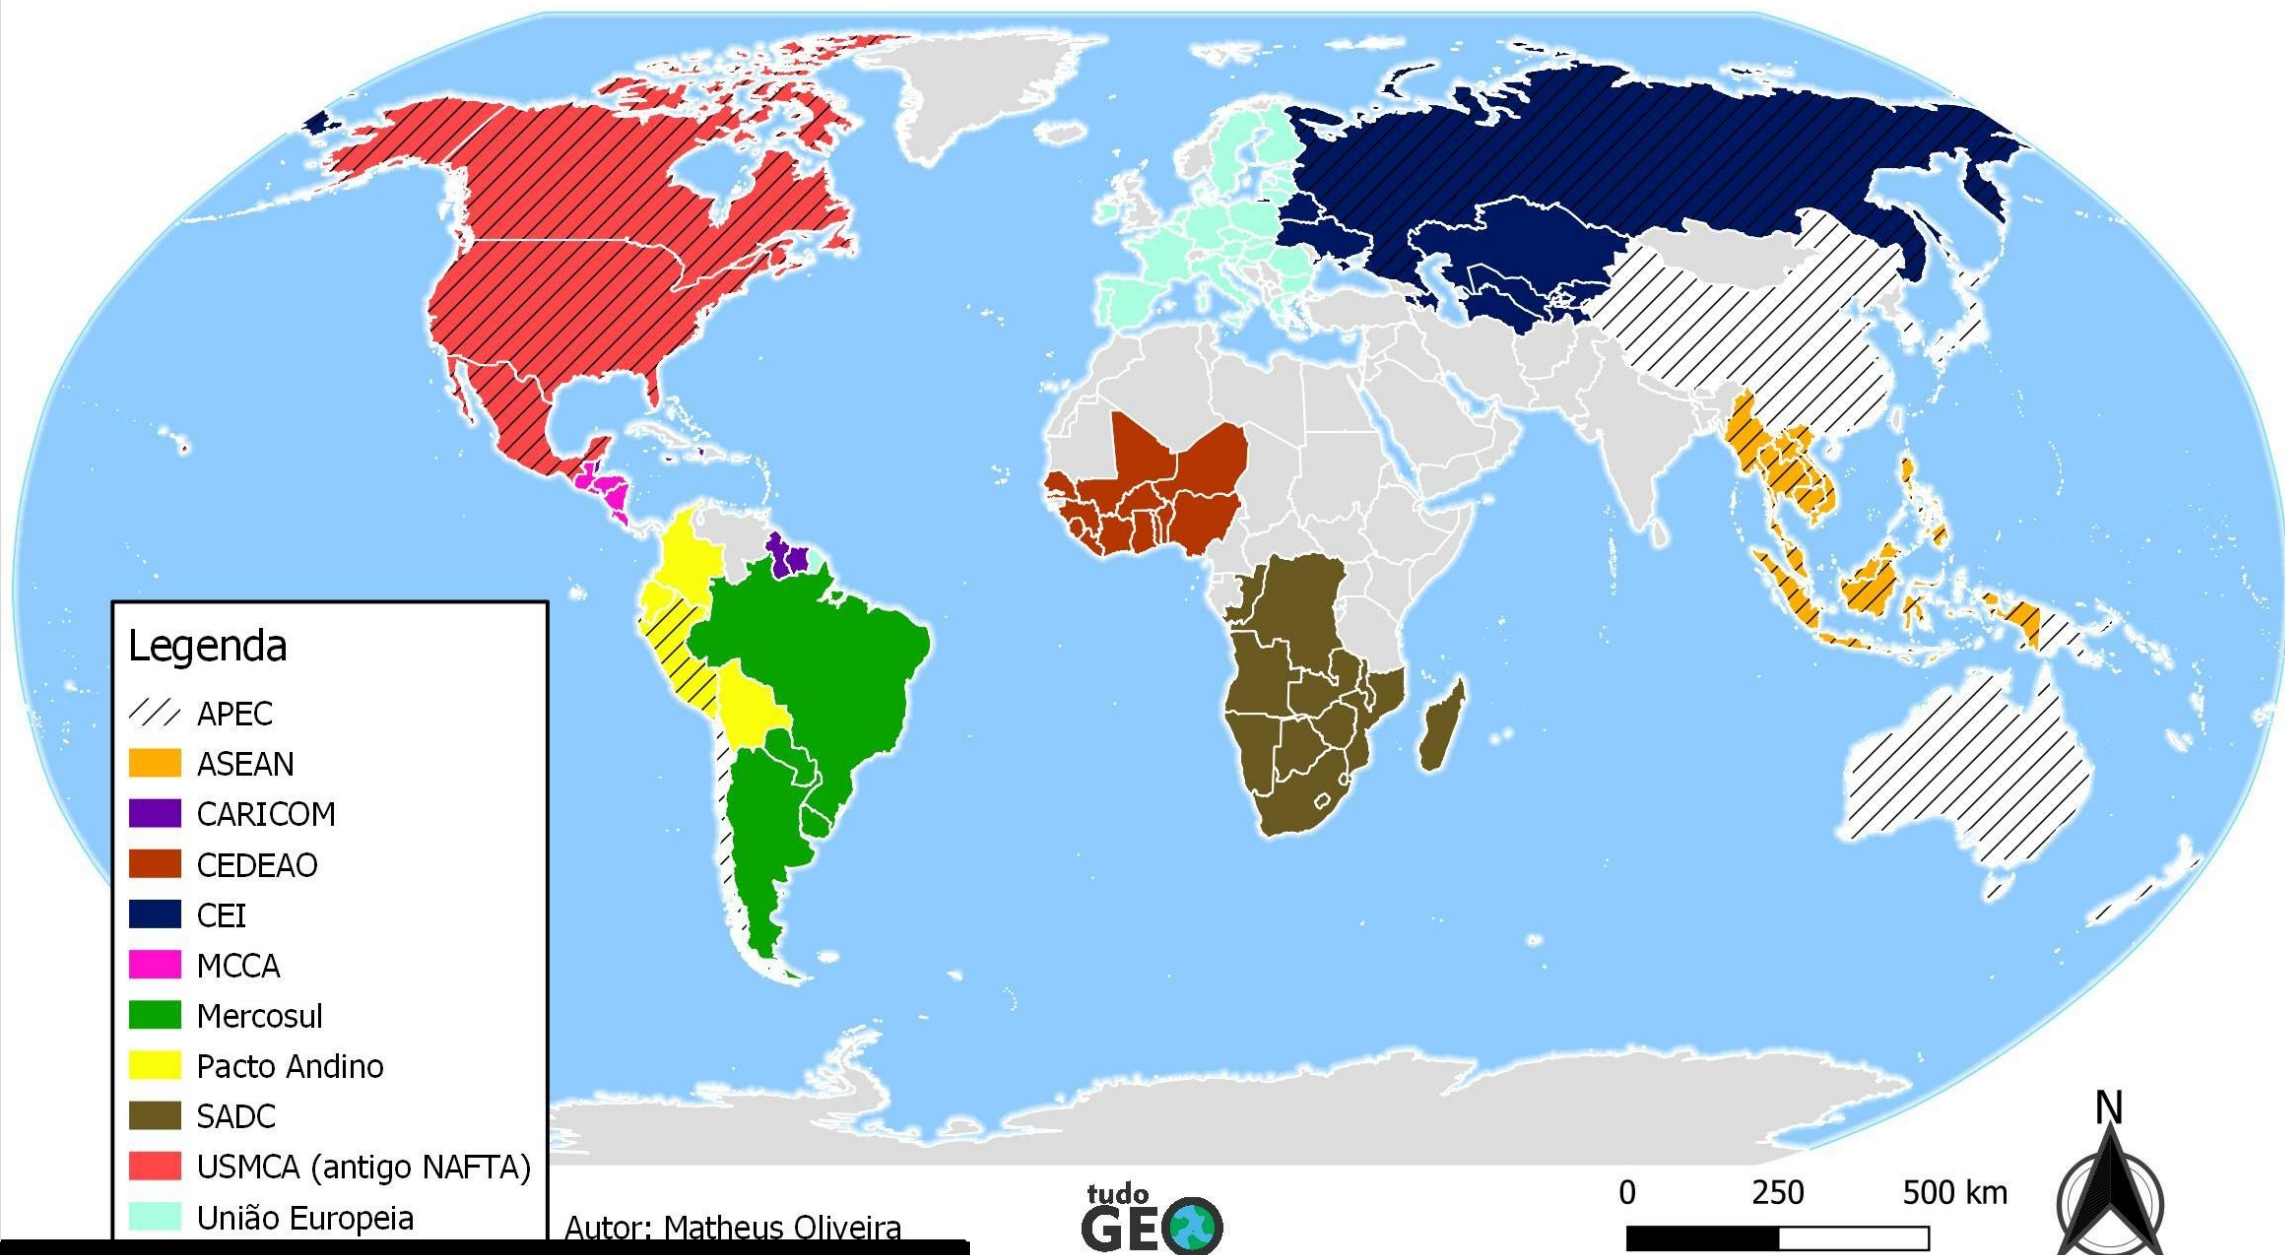 Legenda
APEC
ASEAN
CARICOM
CEDEAO
CEI
MCCA
Mercosul
Pacto Andino
SADC
USMCA (antigo NAFTA)
União Europeia
Autor: Matheus Oliveira
tudo
GEO
0 250 500 km
N